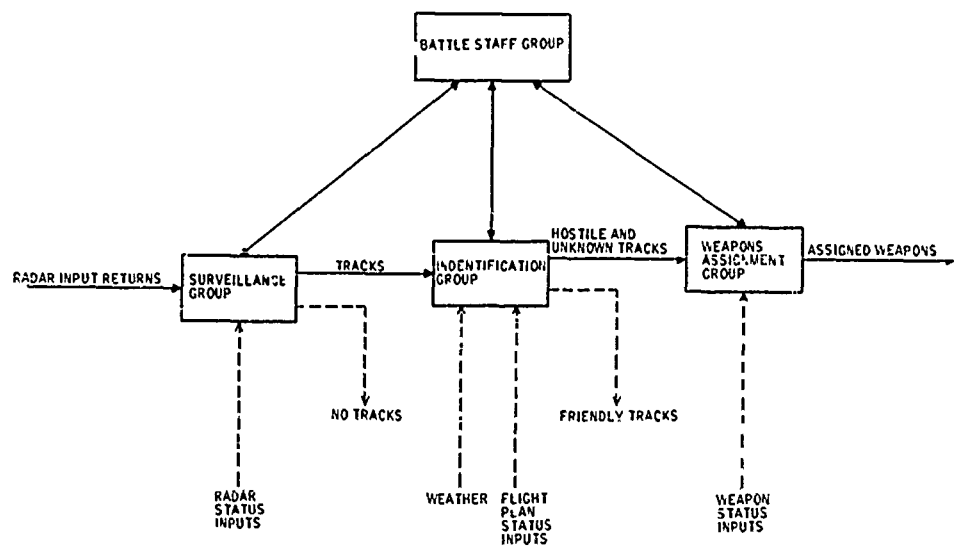 BATTLE STAFF GROUP
RADAR INPUT RETURNS
SURVEILLANCE
GROUP
TRACKS
INDENTIFICATION
GROUP
HOSTILE AND
UNKNOWN TRACKS
WEAPONS
ASSIGNMENT
GROUP
ASSIGNED WEAPONS
NO TRACKS
FRIENDLY TRACKS
RADAR
STATUS
INPUTS
WEATHER
FLIGHT
PLAN
STATUS
INPUTS
WEAPON
STATUS
INPUTS